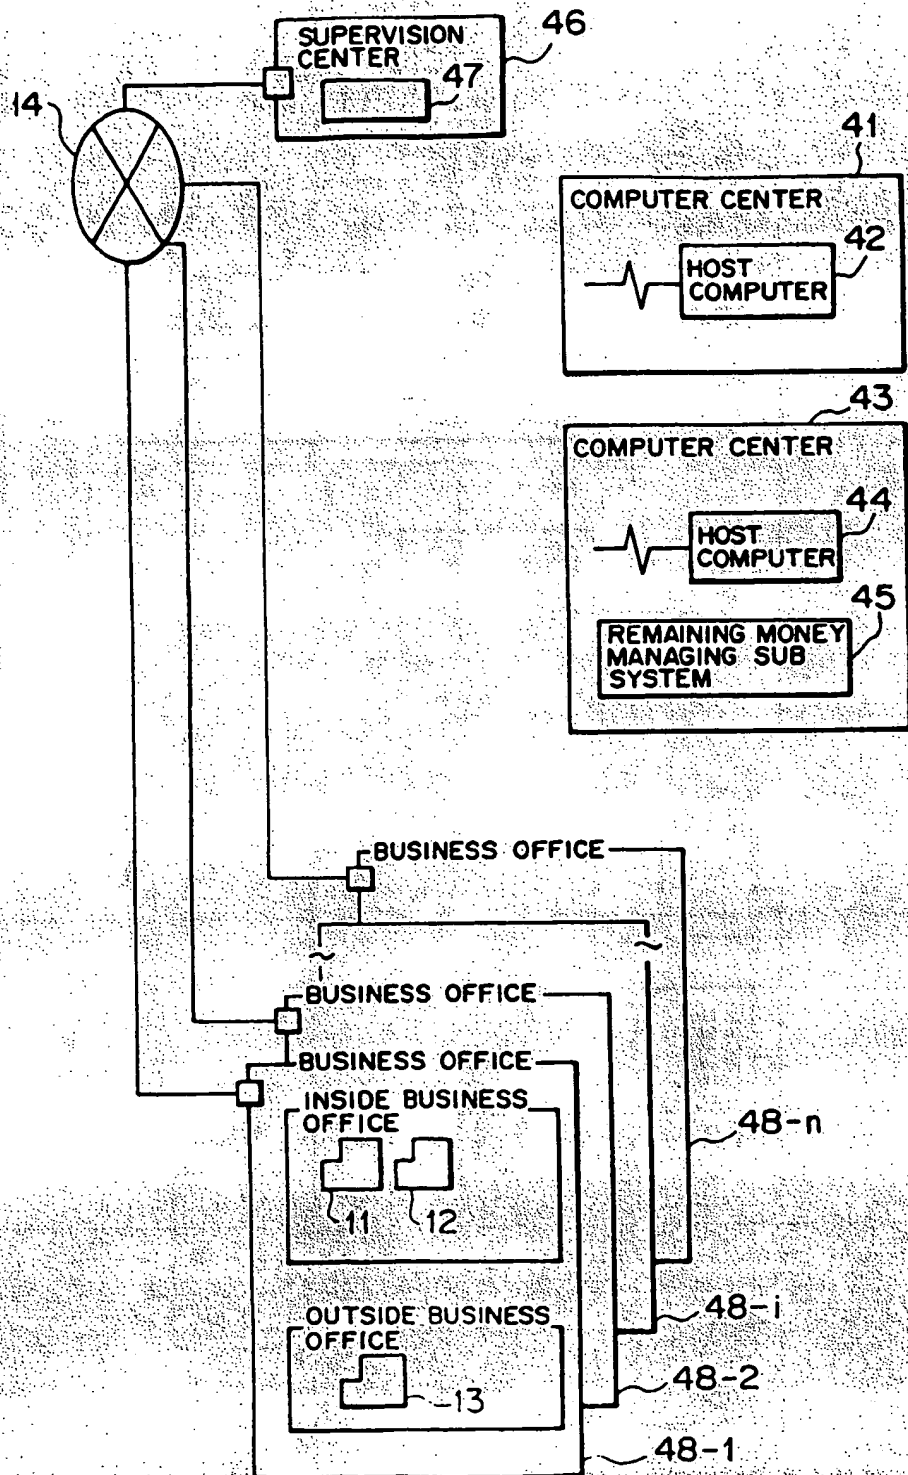 46
SUPERVISION
CENTER
47
14
41
COMPUTER CENTER
42
HOST
COMPUTER
43
COMPUTER CENTER
44
HOST
COMPUTER
45
REMAINING MONEY
MANAGING SUB
SYSTEM
BUSINESS OFFICE
BUSINESS OFFICE
BUSINESS OFFICE
INSIDE BUSINESS
OFFICE
48-n
11
12
48-i
OUTSIDE BUSINESS
OFFICE
48-2
13
48-1